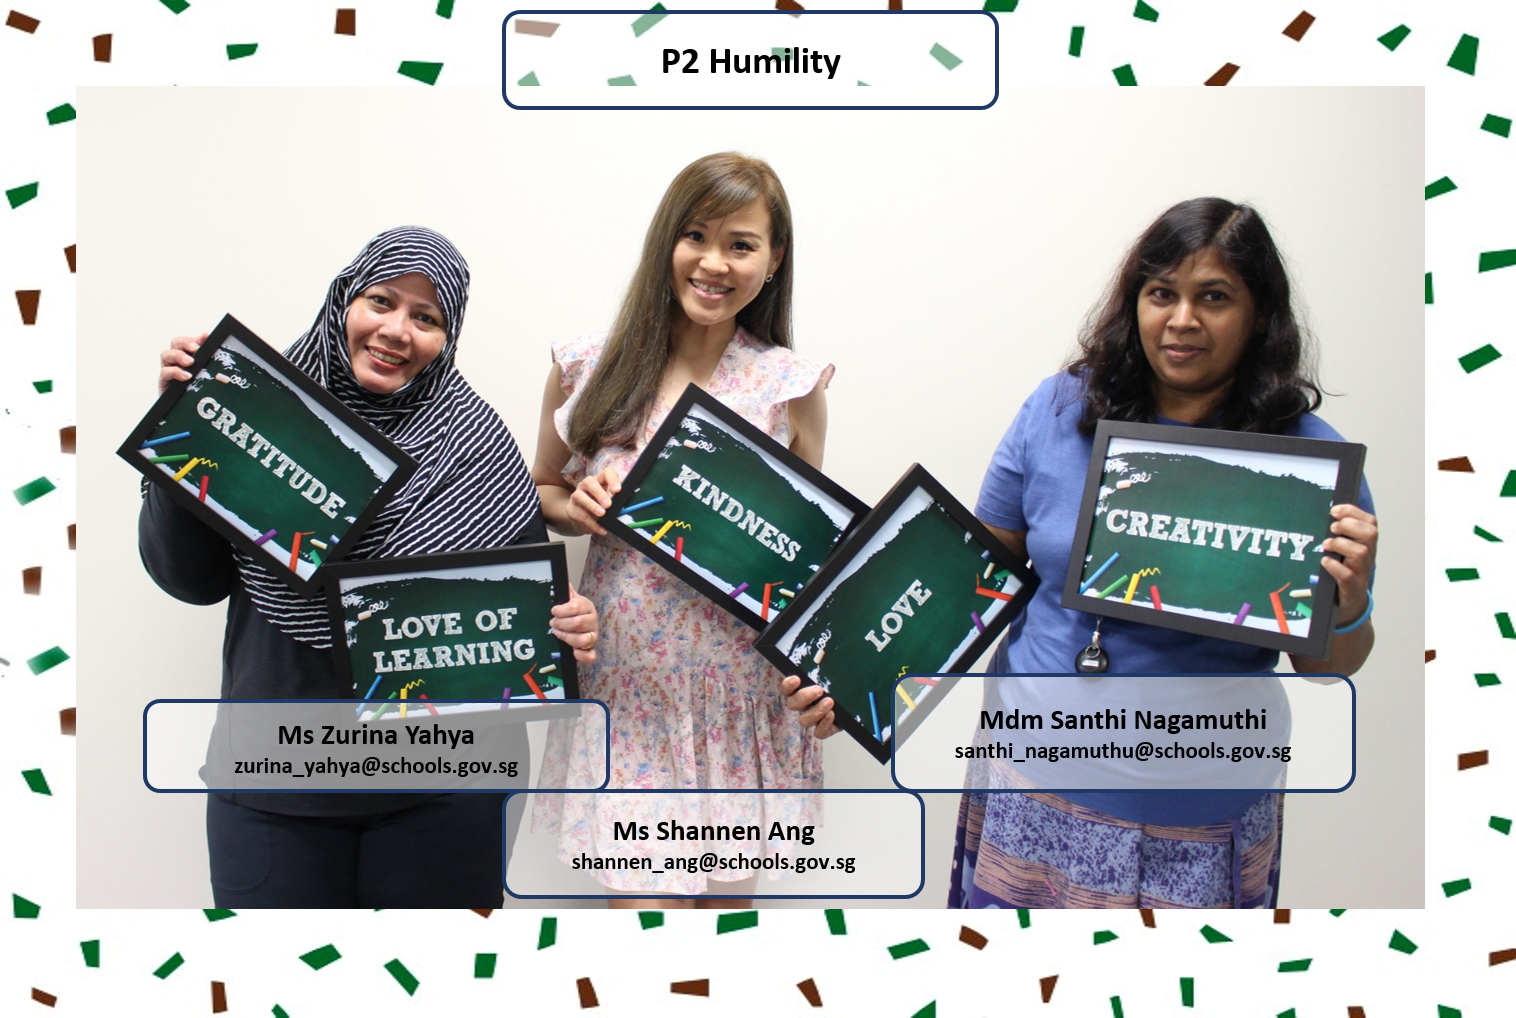 P2 Humility
GRATITUDE
LOVE OF
LEARNING
KINDNESS
LOVE
CREATIVITY
Ms Zurina Yahya
zurina_yahya@schools.gov.sg
Ms Shannen Ang
shannen_ang@schools.gov.sg
Mdm Santhi Nagamuthi
santhi_nagamuthu@schools.gov.sg